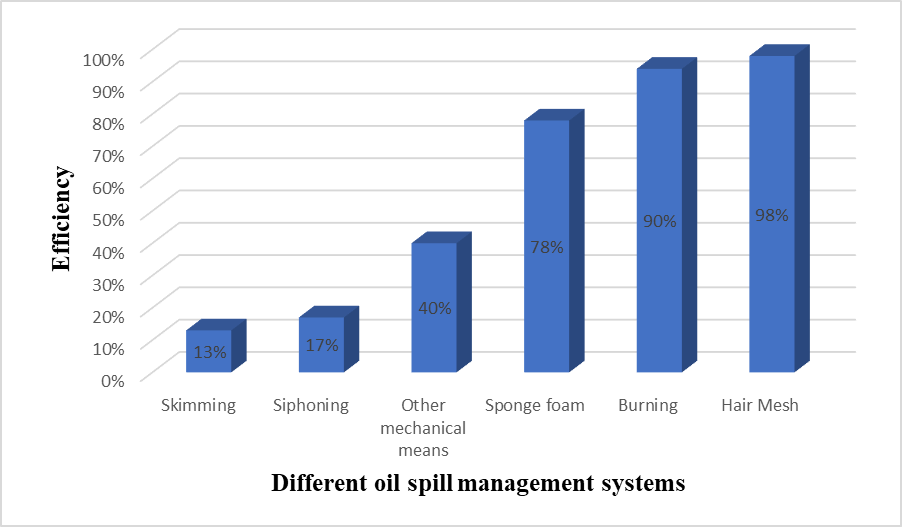 Efficiency
100%
90%
80%
70%
60%
50%
40%
30%
20%
10%
0%
13%
17%
40%
78%
90%
98%
Skimming
Siphoning
Other
mechanical
means
Sponge foam
Burning
Hair Mesh
Different oil spill management systems